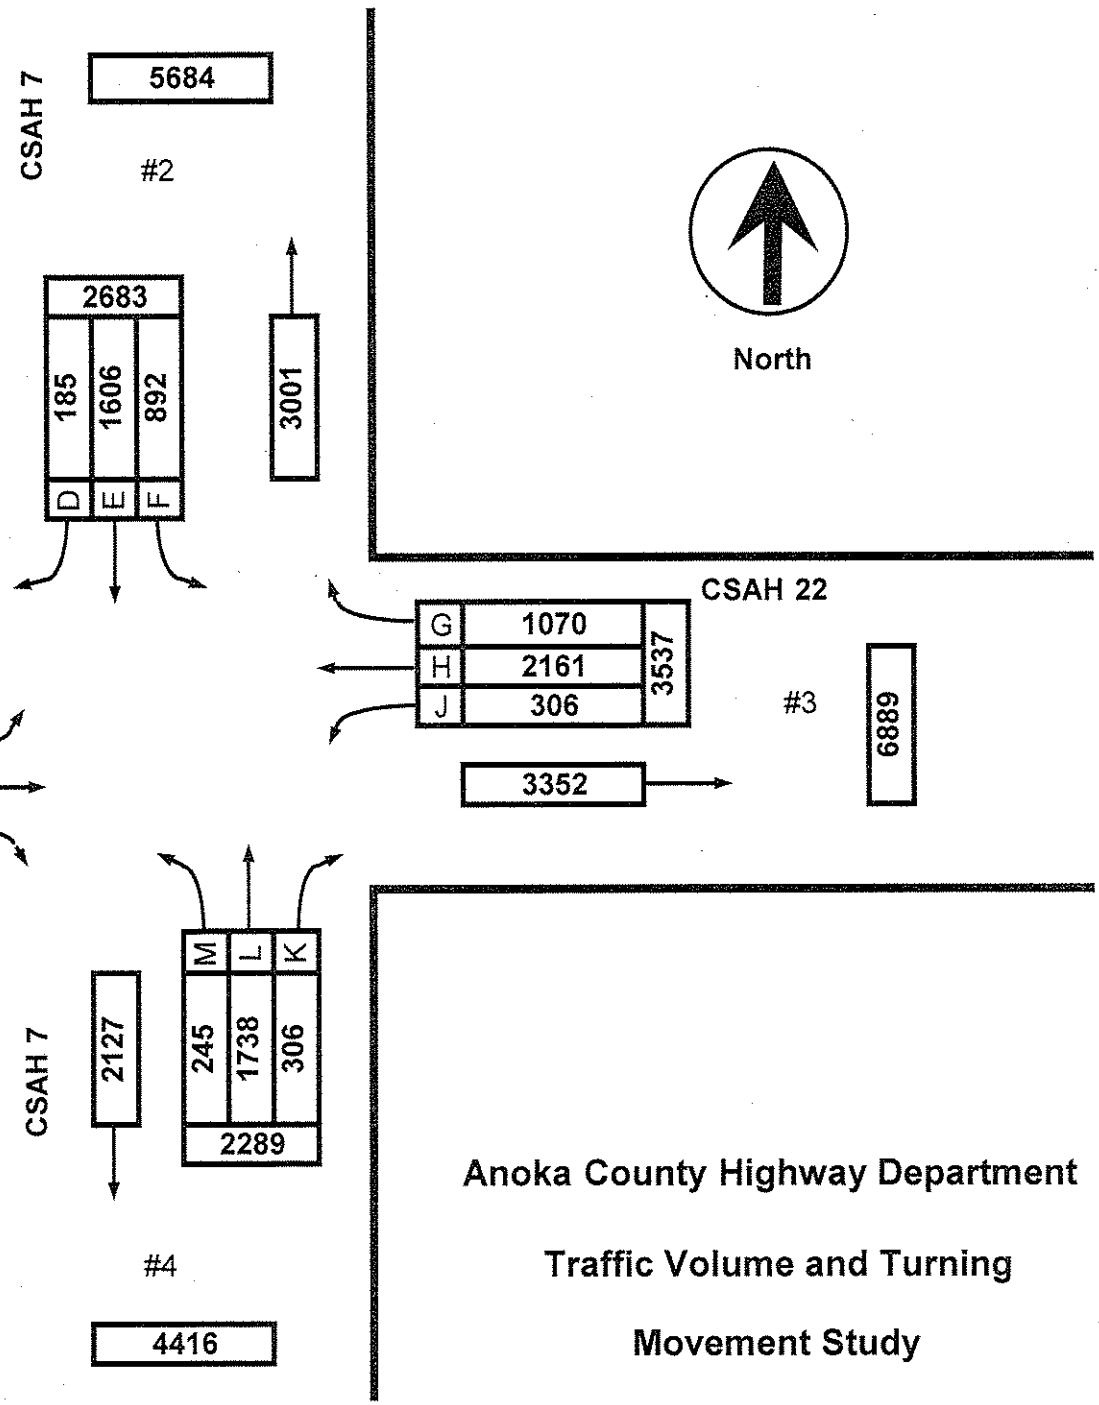 CSAH 7
5684
#2
2683
185
1606
892
D
E
F
3001
North
CSAH 22
G
1070
H
2161
J
306
3537
#3
6889
3352
M
L
K
245
1738
306
2289
CSAH 7
2127
#4
4416
Anoka County Highway Department
Traffic Volume and Turning
Movement Study